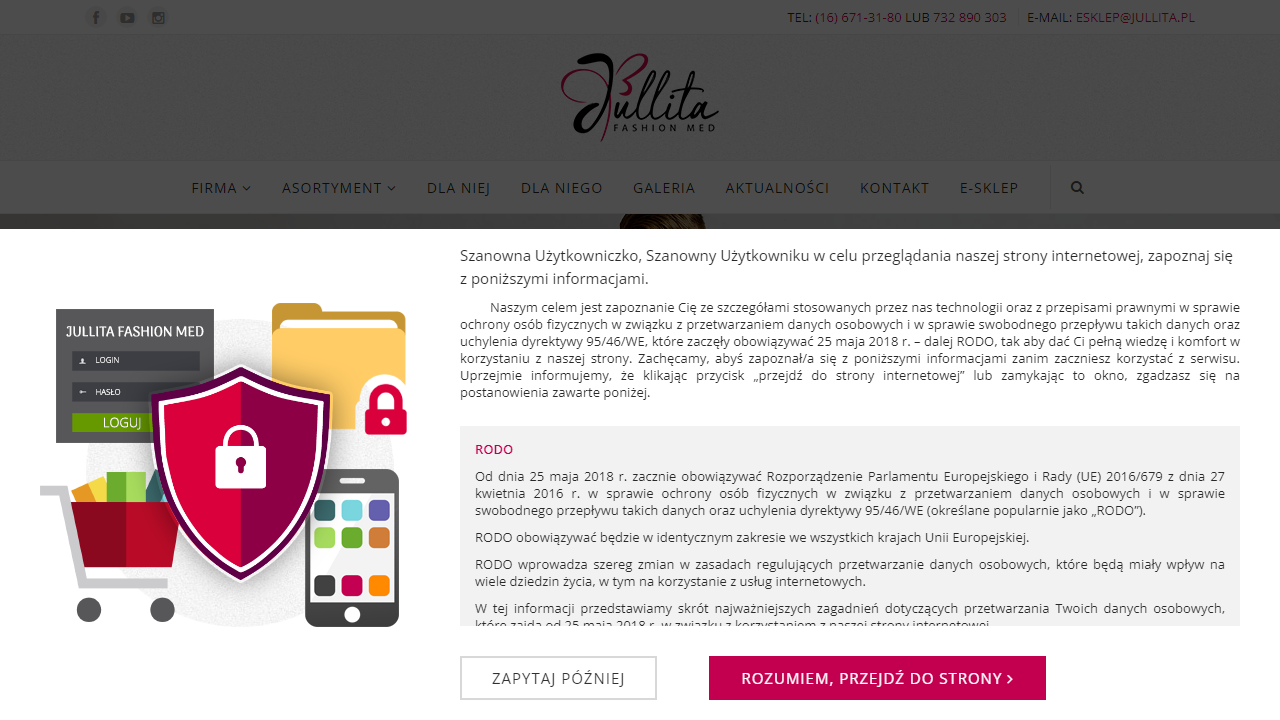 TEL: (16) 671-31-80 LUB 732 890 303
E-MAIL: ESKLEP@JULLITA.PL
Jullita
FASHION MED
FIRMA
ASORTYMENT
DLA NIEJ
DLA NIEGO
GALERIA
AKTUALNOŚCI
KONTAKT
E-SKLEP
JULLITA FASHION MED
LOGIN
HASŁO
LOGUJ
Szanowna Użytkowniczko, Szanowny Użytkowniku w celu przeglądania naszej strony internetowej, zapoznaj się
z poniższymi informacjami.
Naszym celem jest zapoznanie Cię ze szczegółami stosowanych przez nas technologii oraz z przepisami prawnymi w sprawie
ochrony osób fizycznych w związku z przetwarzaniem danych osobowych i w sprawie swobodnego przepływu takich danych oraz
uchylenia dyrektywy 95/46/WE, które zaczęły obowiązywać 25 maja 2018 r. – dalej RODO, tak aby dać Ci pełną wiedzę i komfort w
korzystaniu z naszej strony. Zachęcamy, abyś zapoznał/a się z poniższymi informacjami zanim zaczniesz korzystać z serwisu.
Uprzejmie informujemy, że klikając przycisk „przejdź do strony internetowej” lub zamykając to okno, zgadzasz się na
postanowienia zawarte poniżej.
RODO
Od dnia 25 maja 2018 r. zacznie obowiązywać Rozporządzenie Parlamentu Europejskiego i Rady (UE) 2016/679 z dnia 27
kwietnia 2016 r. w sprawie ochrony osób fizycznych w związku z przetwarzaniem danych osobowych i w sprawie
swobodnego przepływu takich danych oraz uchylenia dyrektywy 95/46/WE (określane popularnie jako „RODO”).
RODO obowiązywać będzie w identycznym zakresie we wszystkich krajach Unii Europejskiej.
RODO wprowadza szereg zmian w zasadach regulujących przetwarzanie danych osobowych, które będą miały wpływ na
wiele dziedzin życia, w tym na korzystanie z usług internetowych.
W tej informacji przedstawiamy skrót najważniejszych zagadnień dotyczących przetwarzania Twoich danych osobowych,
które zajdą od 25 maja 2018 r. w związku z korzystaniem z naszej strony internetowej.
ZAPYTAJ PÓŹNIEJ
ROZUMIEM, PRZEJDŹ DO STRONY